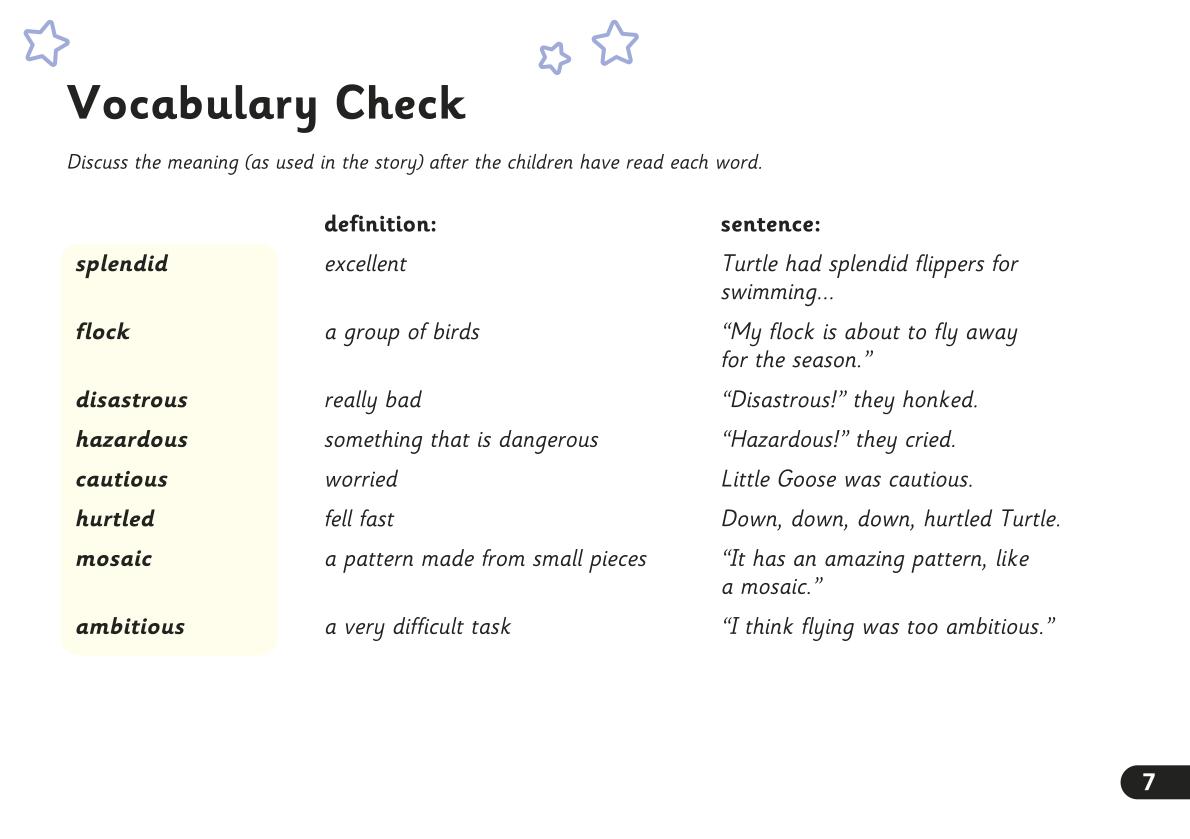 Vocabulary Check
Discuss the meaning (as used in the story) after the children have read each word.
definition: sentence:
splendid excellent Turtle had splendid flippers for
swimming...
flock a group of birds “My flock is about to fly away
for the season.”
disastrous really bad “Disastrous!” they honked.
hazardous something that is dangerous “Hazardous!” they cried.
cautious worried Little Goose was cautious.
hurtled fell fast Down, down, down, hurtled Turtle.
mosaic a pattern made from small pieces “It has an amazing pattern, like
a mosaic.”
ambitious a very difficult task “I think flying was too ambitious.”
7